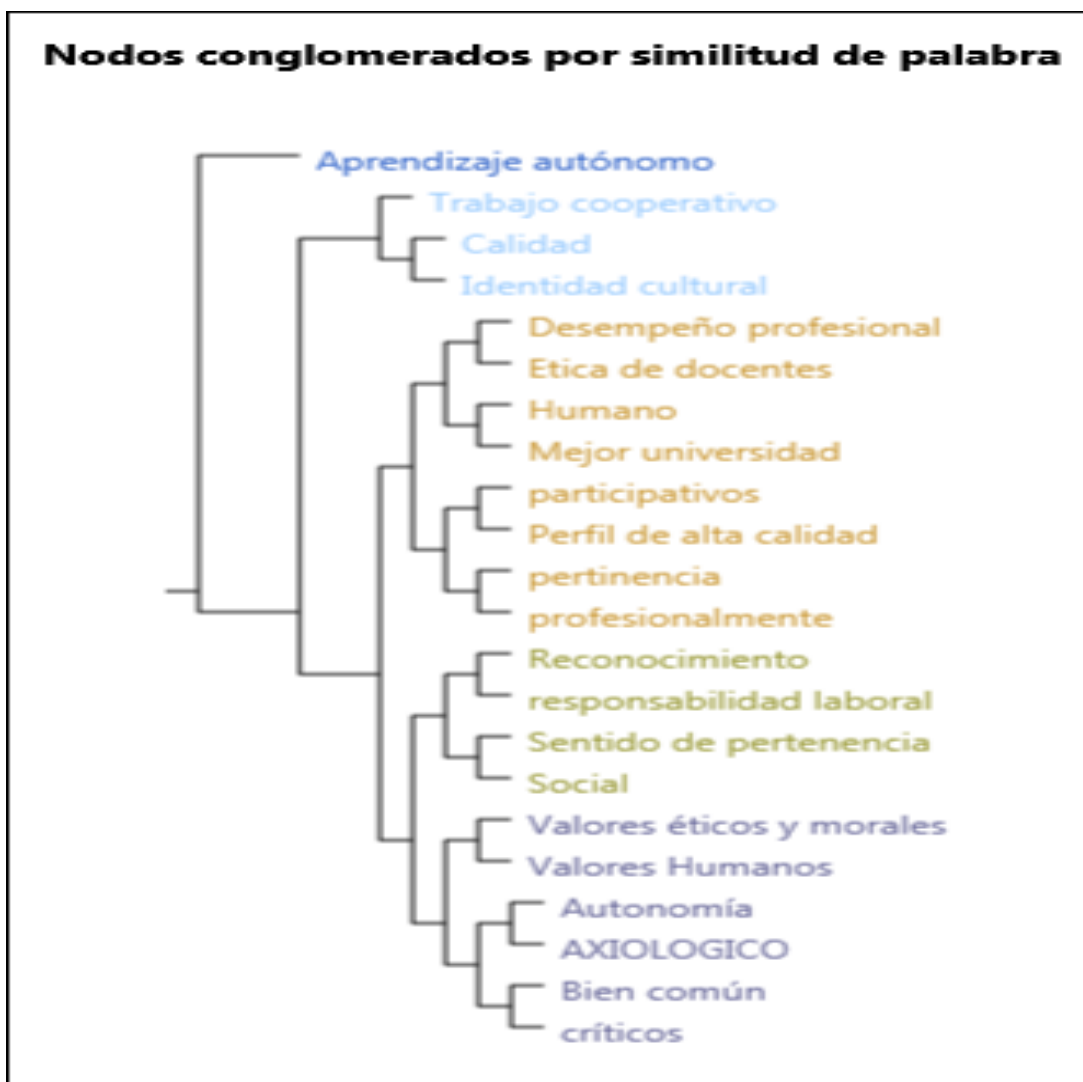 Nodos conglomerados por similitud de palabra
Aprendizaje autónomo
Trabajo cooperativo
Calidad
Identidad cultural
Desempeño profesional
Etica de docentes
Humano
Mejor universidad
participativos
Perfil de alta calidad
pertinencia
profesionalmente
Reconocimiento
responsabilidad laboral
Sentido de pertenencia
Social
Valores éticos y morales
Valores Humanos
Autonomía
AXIOLOGICO
Bien común
críticos